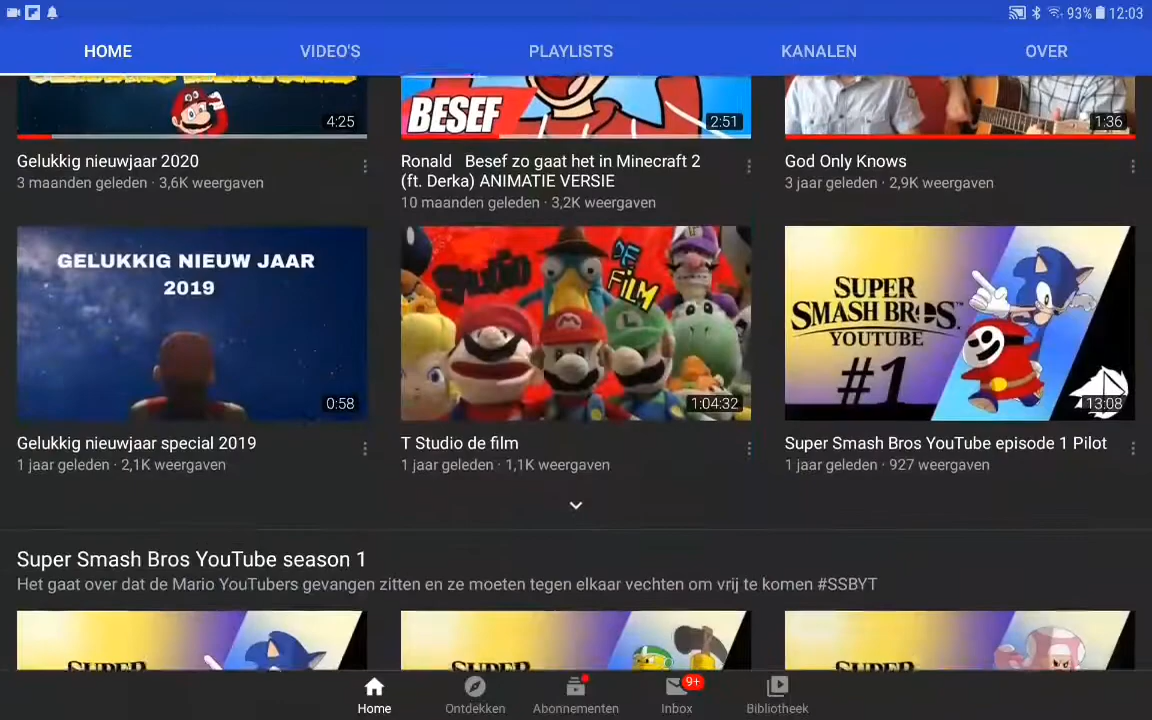 93% 12:03
HOME VIDEO'S PLAYLISTS KANALEN OVER
4:25
BESEF
2:51
1:36
Gelukkig nieuwjaar 2020
3 maanden geleden · 3,6K weergaven
Ronald Besef zo gaat het in Minecraft 2
(ft. Derka) ANIMATIE VERSIE
10 maanden geleden · 3,2K weergaven
God Only Knows
3 jaar geleden · 2,9K weergaven
GELUKKIG NIEUW JAAR
2019
0:58
STUDIO
DE
FILM
1:04:32
SUPER
SMASH BROS.™
YOUTUBE
#1
13:08
Gelukkig nieuwjaar special 2019
1 jaar geleden · 2,1K weergaven
T Studio de film
1 jaar geleden · 1,1K weergaven
Super Smash Bros YouTube episode 1 Pilot
1 jaar geleden · 927 weergaven
Super Smash Bros YouTube season 1
Het gaat over dat de Mario YouTubers gevangen zitten en ze moeten tegen elkaar vechten om vrij te komen #SSBYT
SUPER
SUPER
SUPER
9+
Home Ontdekken Abonnementen Inbox Bibliotheek